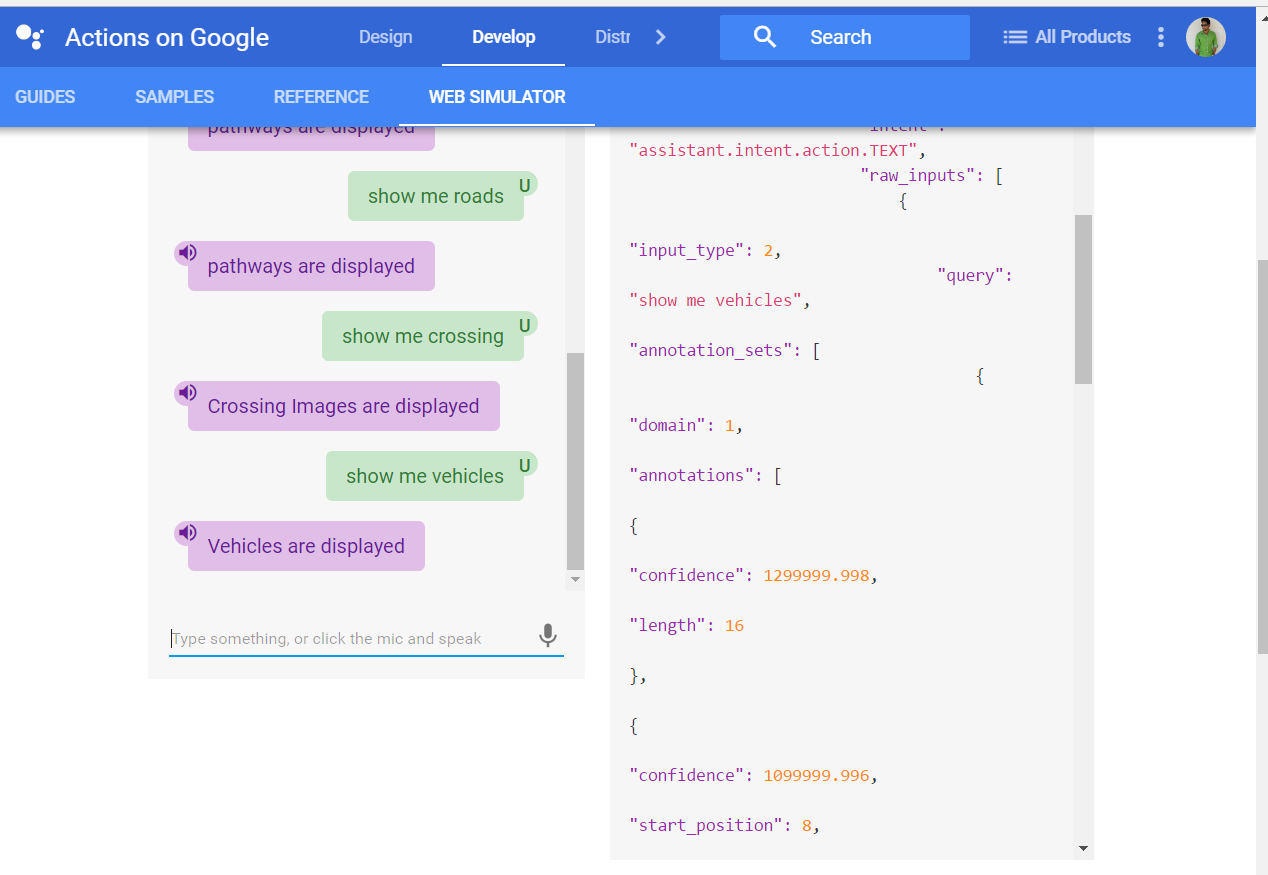 Actions on Google
Design
Develop
Distr
Search
All Products
GUIDES
SAMPLES
REFERENCE
WEB SIMULATOR
pathways are displayed
show me roads
U
pathways are displayed
show me crossing
U
Crossing Images are displayed
show me vehicles
U
Vehicles are displayed
Type something, or click the mic and speak
"intent":
"assistant.intent.action.TEXT",
"raw_inputs": [
{
"input_type": 2,
"query":
"show me vehicles",
"annotation_sets": [
{
"domain": 1,
"annotations": [
{
"confidence": 1299999.998,
"length": 16
},
{
"confidence": 1099999.996,
"start_position": 8,